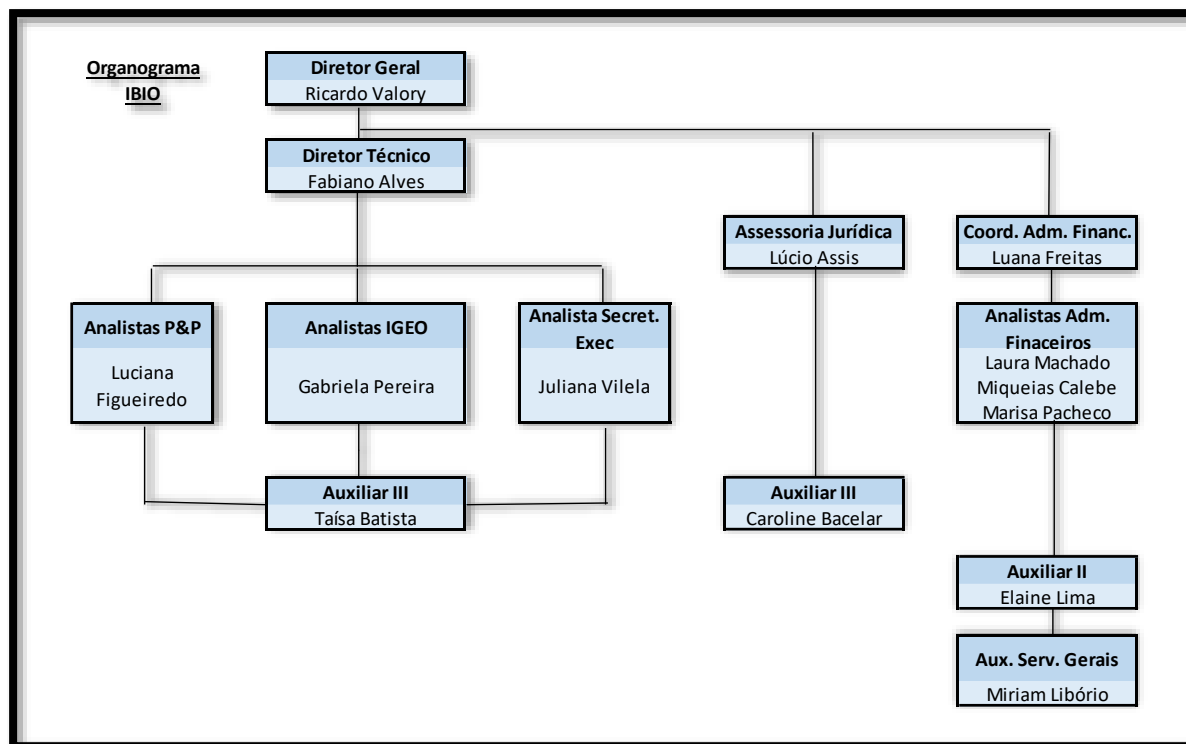 Organograma
IBIO
Diretor Geral
Ricardo Valory
Diretor Técnico
Fabiano Alves
Assessoria Jurídica
Lúcio Assis
Coord. Adm. Financ.
Luana Freitas
Analistas P&P
Luciana
Figueiredo
Analistas IGEO
Gabriela Pereira
Analista Secret.
Exec
Juliana Vilela
Analistas Adm.
Finaceiros
Laura Machado
Miqueias Calebe
Marisa Pacheco
Auxiliar III
Taísa Batista
Auxiliar III
Caroline Bacelar
Auxiliar II
Elaine Lima
Aux. Serv. Gerais
Miriam Libório